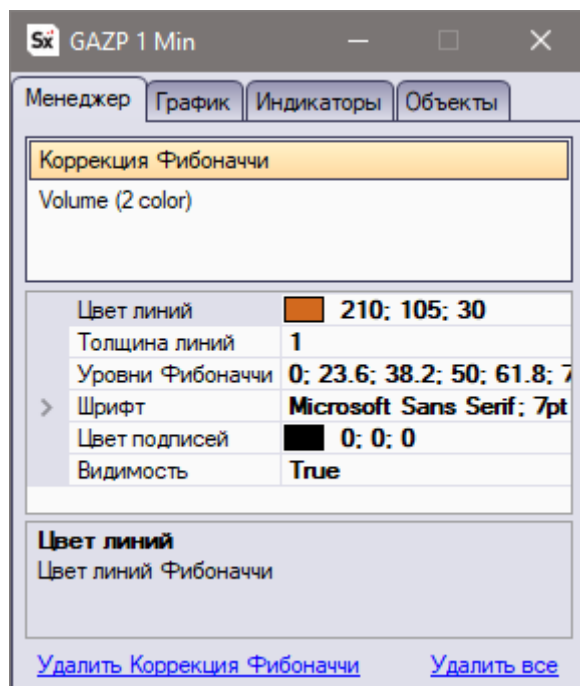 Sx GAZP 1 Min
Менеджер График Индикаторы Объекты
Коррекция Фибоначчи
Volume (2 color)
Цвет линий 210; 105; 30
Толщина линий 1
Уровни Фибоначчи 0; 23.6; 38.2; 50; 61.8; 7
Шрифт Microsoft Sans Serif; 7pt
Цвет подписей 0; 0; 0
Видимость True
Цвет линий
Цвет линий Фибоначчи
Удалить Коррекция Фибоначчи Удалить все